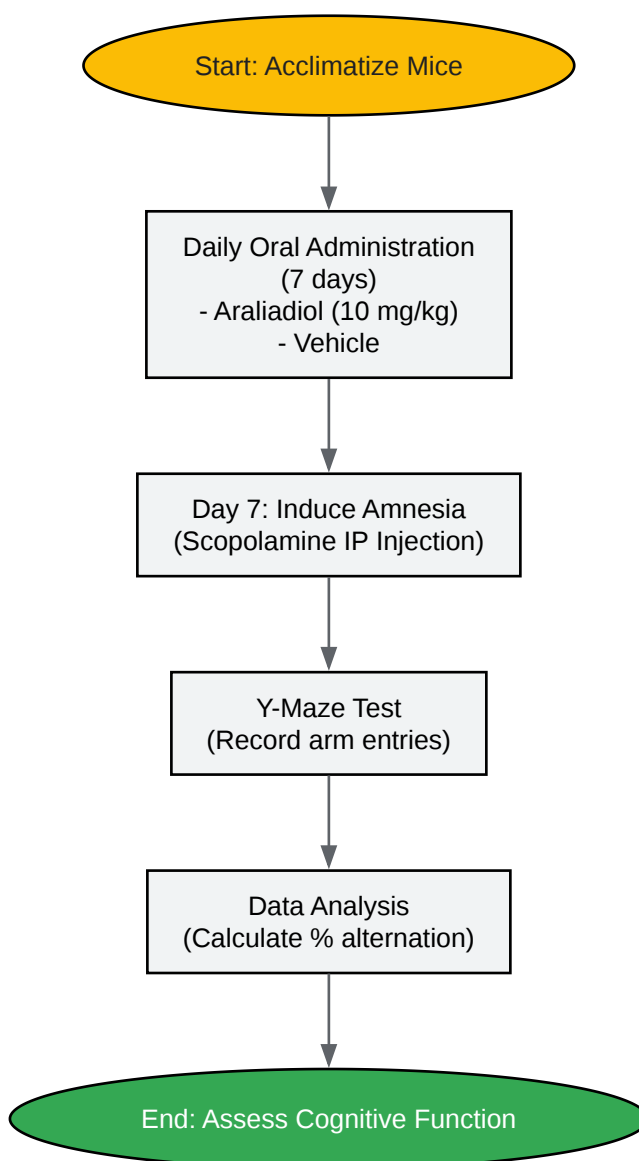 Start: Acclimatize Mice
Daily Oral Administration
(7 days)
- Araliadiol (10 mg/kg)
- Vehicle
Day 7: Induce Amnesia
(Scopolamine IP Injection)
Y-Maze Test
(Record arm entries)
Data Analysis
(Calculate % alternation)
End: Assess Cognitive Function